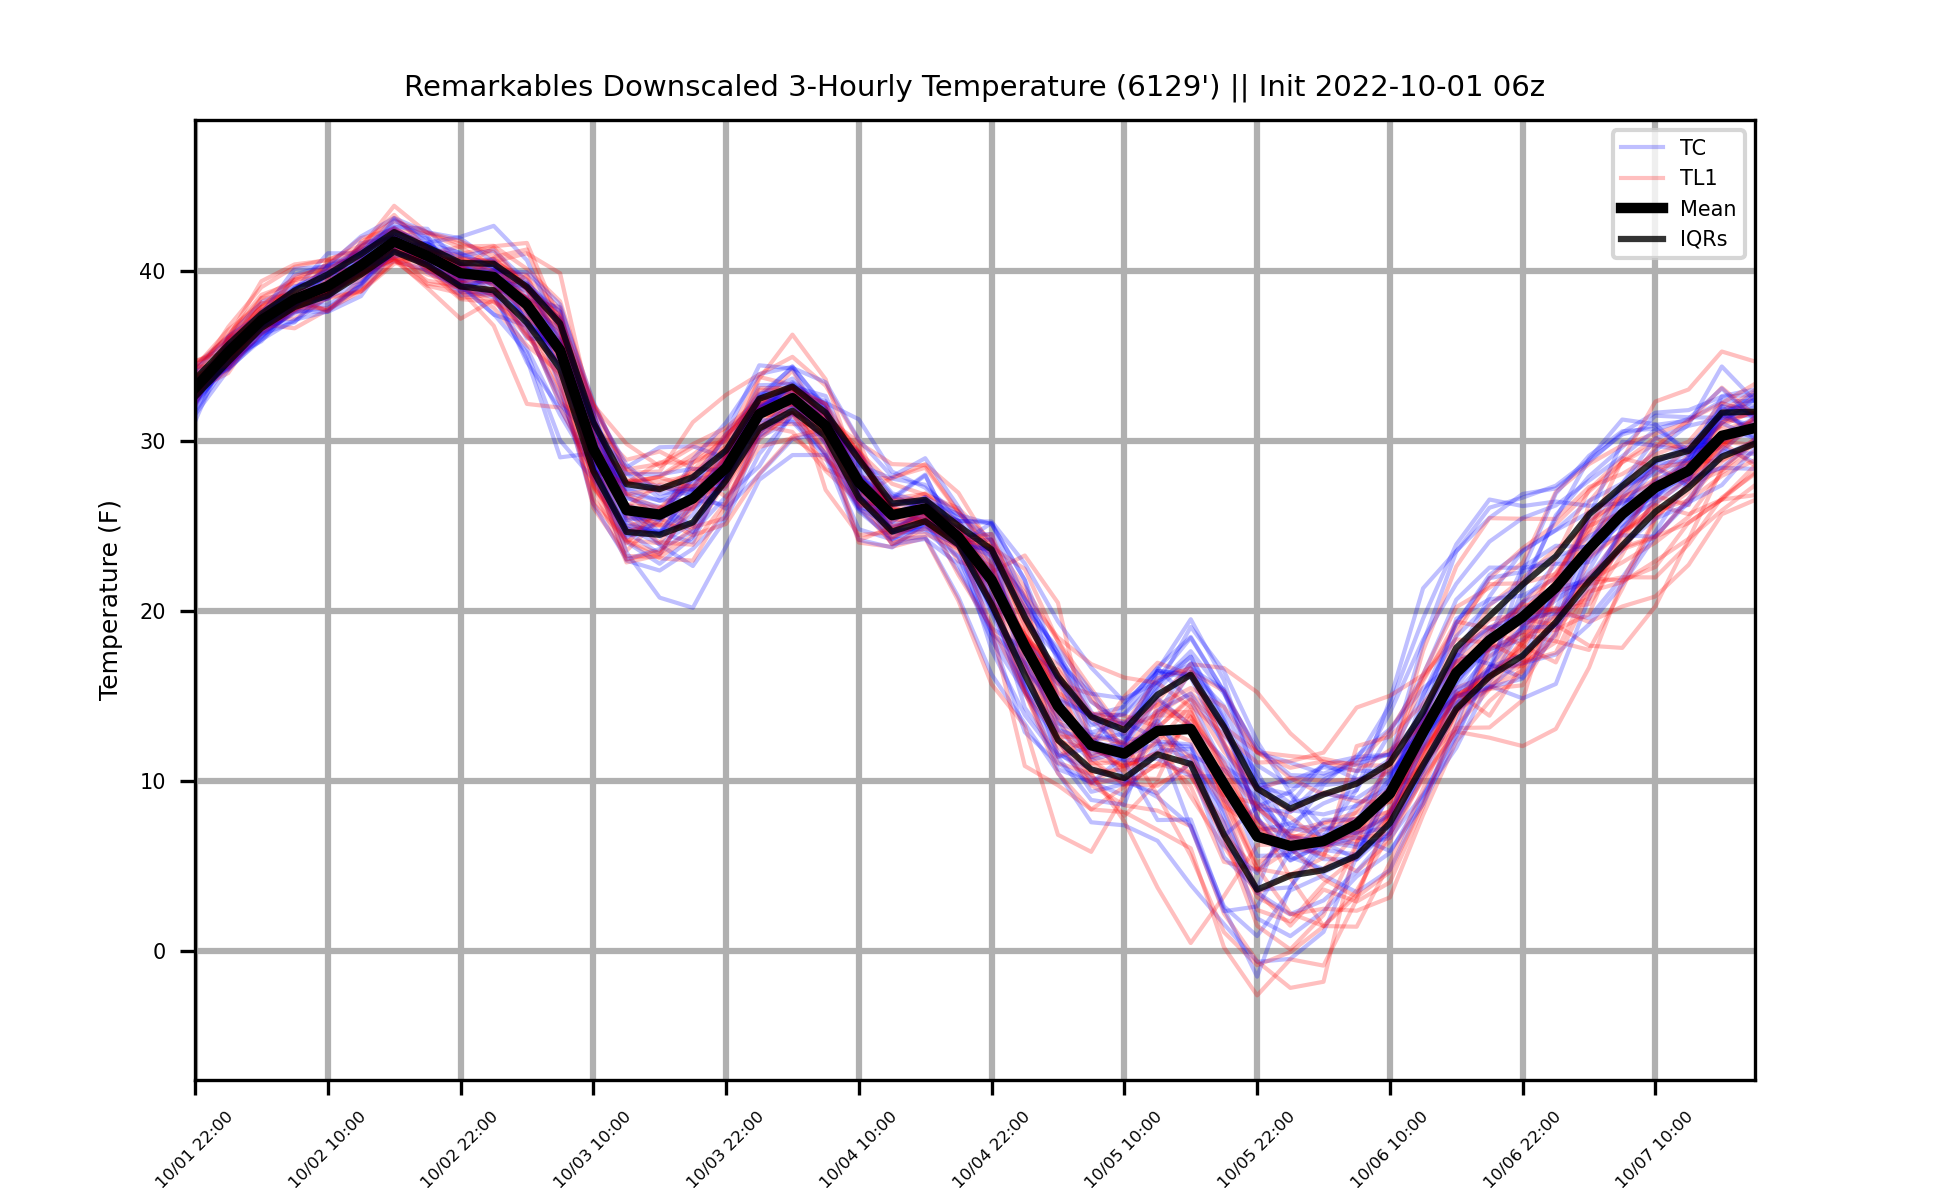 Remarkables Downscaled 3-Hourly Temperature (6129') || Init 2022-10-01 06z
TC
TL1
Mean
IQRs
Temperature (F)
40
30
20
10
0
10/01 22:00
10/02 10:00
10/02 22:00
10/03 10:00
10/03 22:00
10/04 10:00
10/04 22:00
10/05 10:00
10/05 22:00
10/06 10:00
10/06 22:00
10/07 10:00